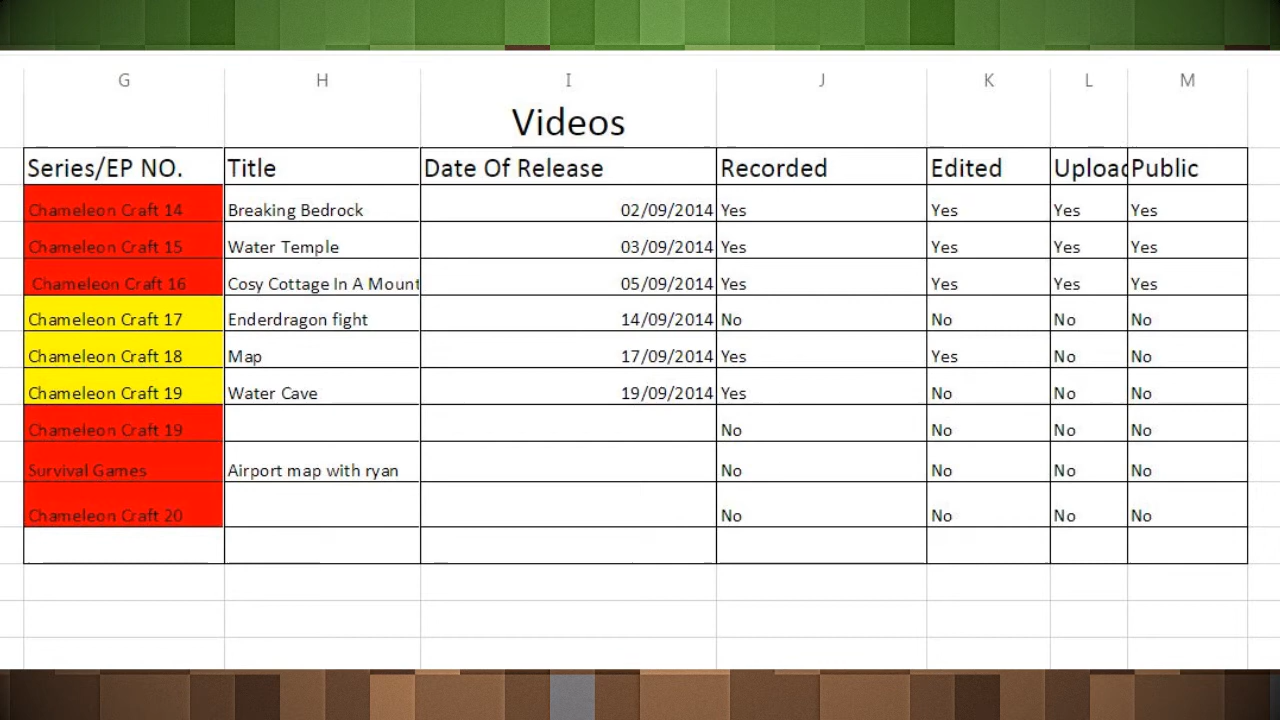 G H I J K L M
Videos
Series/EP NO. Title Date Of Release Recorded Edited Uploac Public
Chameleon Craft 14 Breaking Bedrock 02/09/2014 Yes Yes Yes Yes
Chameleon Craft 15 Water Temple 03/09/2014 Yes Yes Yes Yes
Chameleon Craft 16 Cosy Cottage In A Mount 05/09/2014 Yes Yes Yes Yes
Chameleon Craft 17 Enderdragon fight 14/09/2014 No No No No
Chameleon Craft 18 Map 17/09/2014 Yes Yes No No
Chameleon Craft 19 Water Cave 19/09/2014 Yes No No No
Chameleon Craft 19 No No No No
Survival Games Airport map with ryan No No No No
Chameleon Craft 20 No No No No